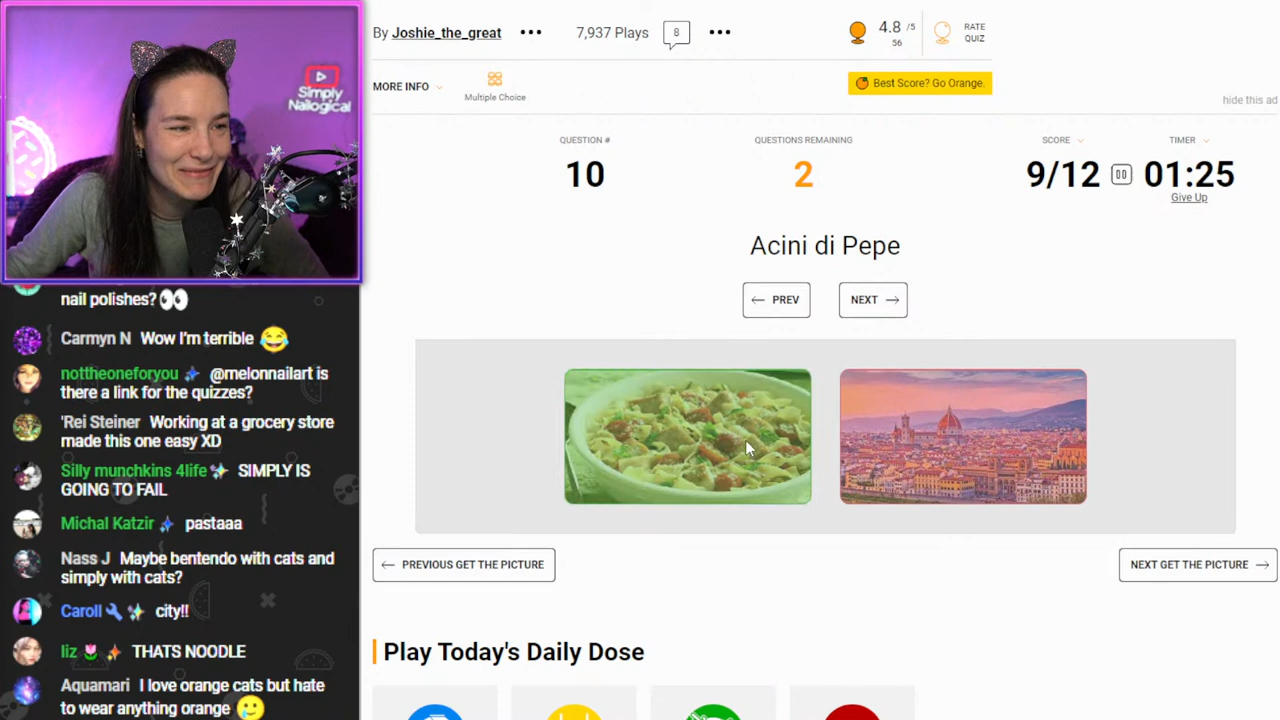 Simply
Nailogical
nail polishes?
Carmyn N Wow I'm terrible
nottheoneforyou @melonnailart is
there a link for the quizzes?
'Rei Steiner Working at a grocery store
made this one easy XD
Silly munchkins 4life SIMPLY IS
GOING TO FAIL
Michal Katzir pastaaa
Nass J Maybe bentendo with cats and
simply with cats?
Caroll city!!
liz THATS NOODLE
Aquamari I love orange cats but hate
to wear anything orange
By Joshie_the_great ••• 7,937 Plays 8 •••
4.8 /5
56
RATE
QUIZ
MORE INFO
Multiple Choice
Best Score? Go Orange.
hide this ad
QUESTION #
10
QUESTIONS REMAINING
2
SCORE
9/12
TIMER
01:25
Give Up
Acini di Pepe
PREV
NEXT
PREVIOUS GET THE PICTURE
NEXT GET THE PICTURE
Play Today's Daily Dose